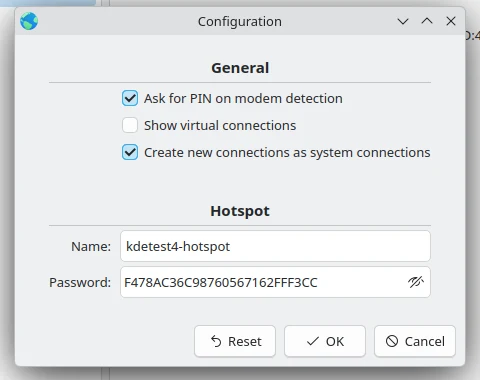 Configuration
General
Ask for PIN on modem detection
Show virtual connections
Create new connections as system connections
Hotspot
Name: kdetest4-hotspot
Password: F478AC36C98760567162FFF3CC
Reset OK Cancel